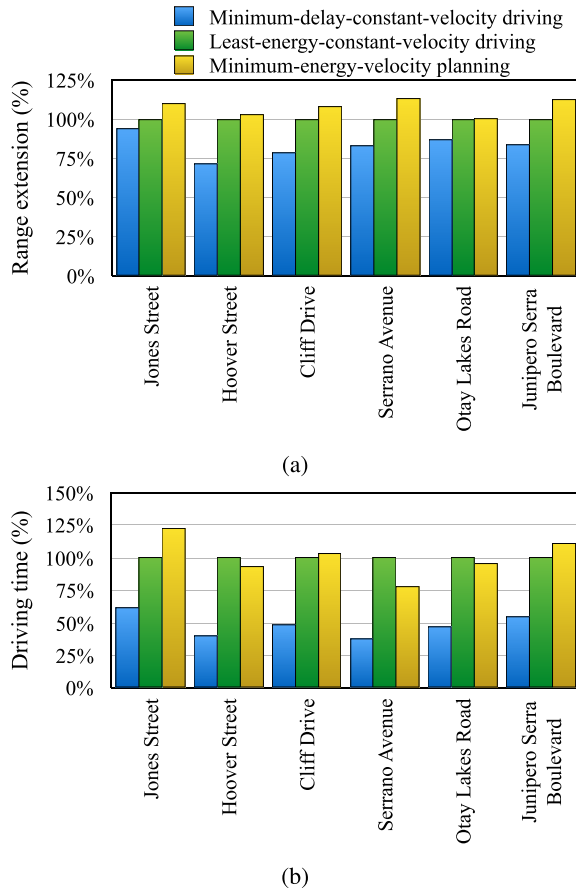 Minimum-delay-constant-velocity driving
Least-energy-constant-velocity driving
Minimum-energy-velocity planning
Range extension (%)
125%
100%
75%
50%
25%
0%
Jones Street
Hoover Street
Cliff Drive
Serrano Avenue
Otay Lakes Road
Junipero Serra
Boulevard
(a)
Driving time (%)
150%
125%
100%
75%
50%
25%
0%
Jones Street
Hoover Street
Cliff Drive
Serrano Avenue
Otay Lakes Road
Junipero Serra
Boulevard
(b)